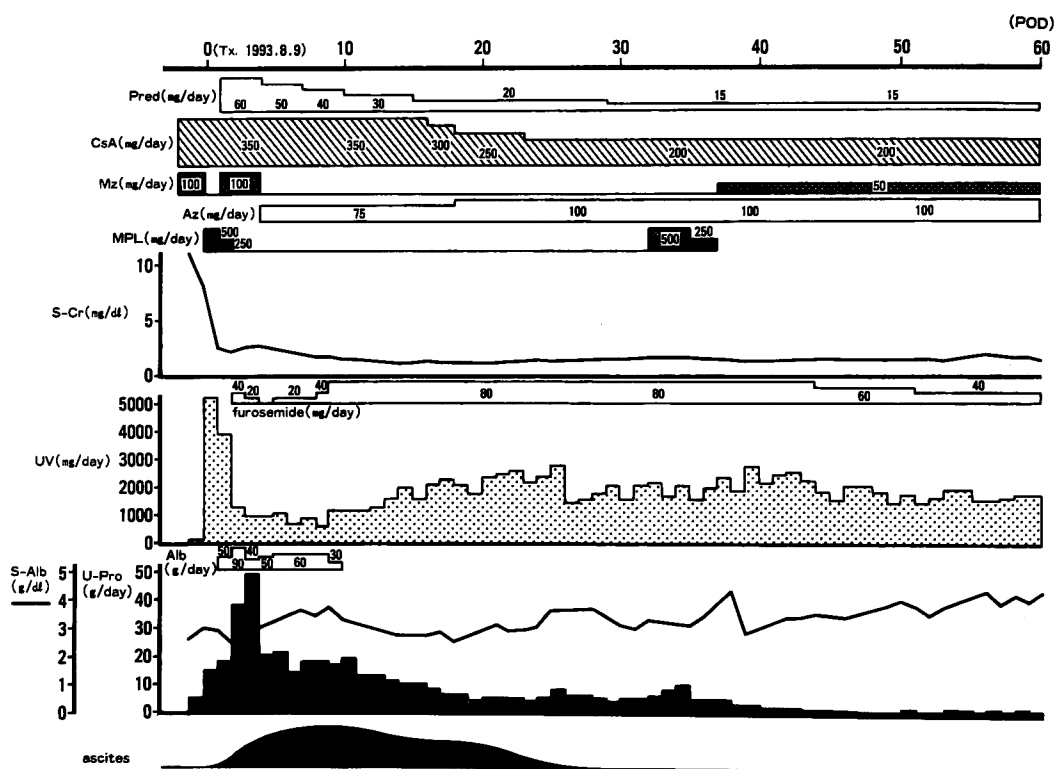 (POD)
0(Tx. 1993.8.9) 10 20 30 40 50 60
Pred(mg/day) 60 50 40 30 20 15 15
CsA(mg/day) 350 350 300 250 200 200
Mz(mg/day) 100 100 50
Az(mg/day) 75 100 100 100
MPL(mg/day) 500 250 500 250
10
S-Cr(mg/dℓ)
5
0
40 20 20 40 80 80 60 40
furosemide(mg/day)
5000
4000
3000
UV(mg/day)
2000
1000
0
Alb (g/day) 50 90 40 50 60 30
S-Alb (g/dℓ)
5
4
3
2
1
0
U-Pro (g/day)
50
40
30
20
10
0
ascites